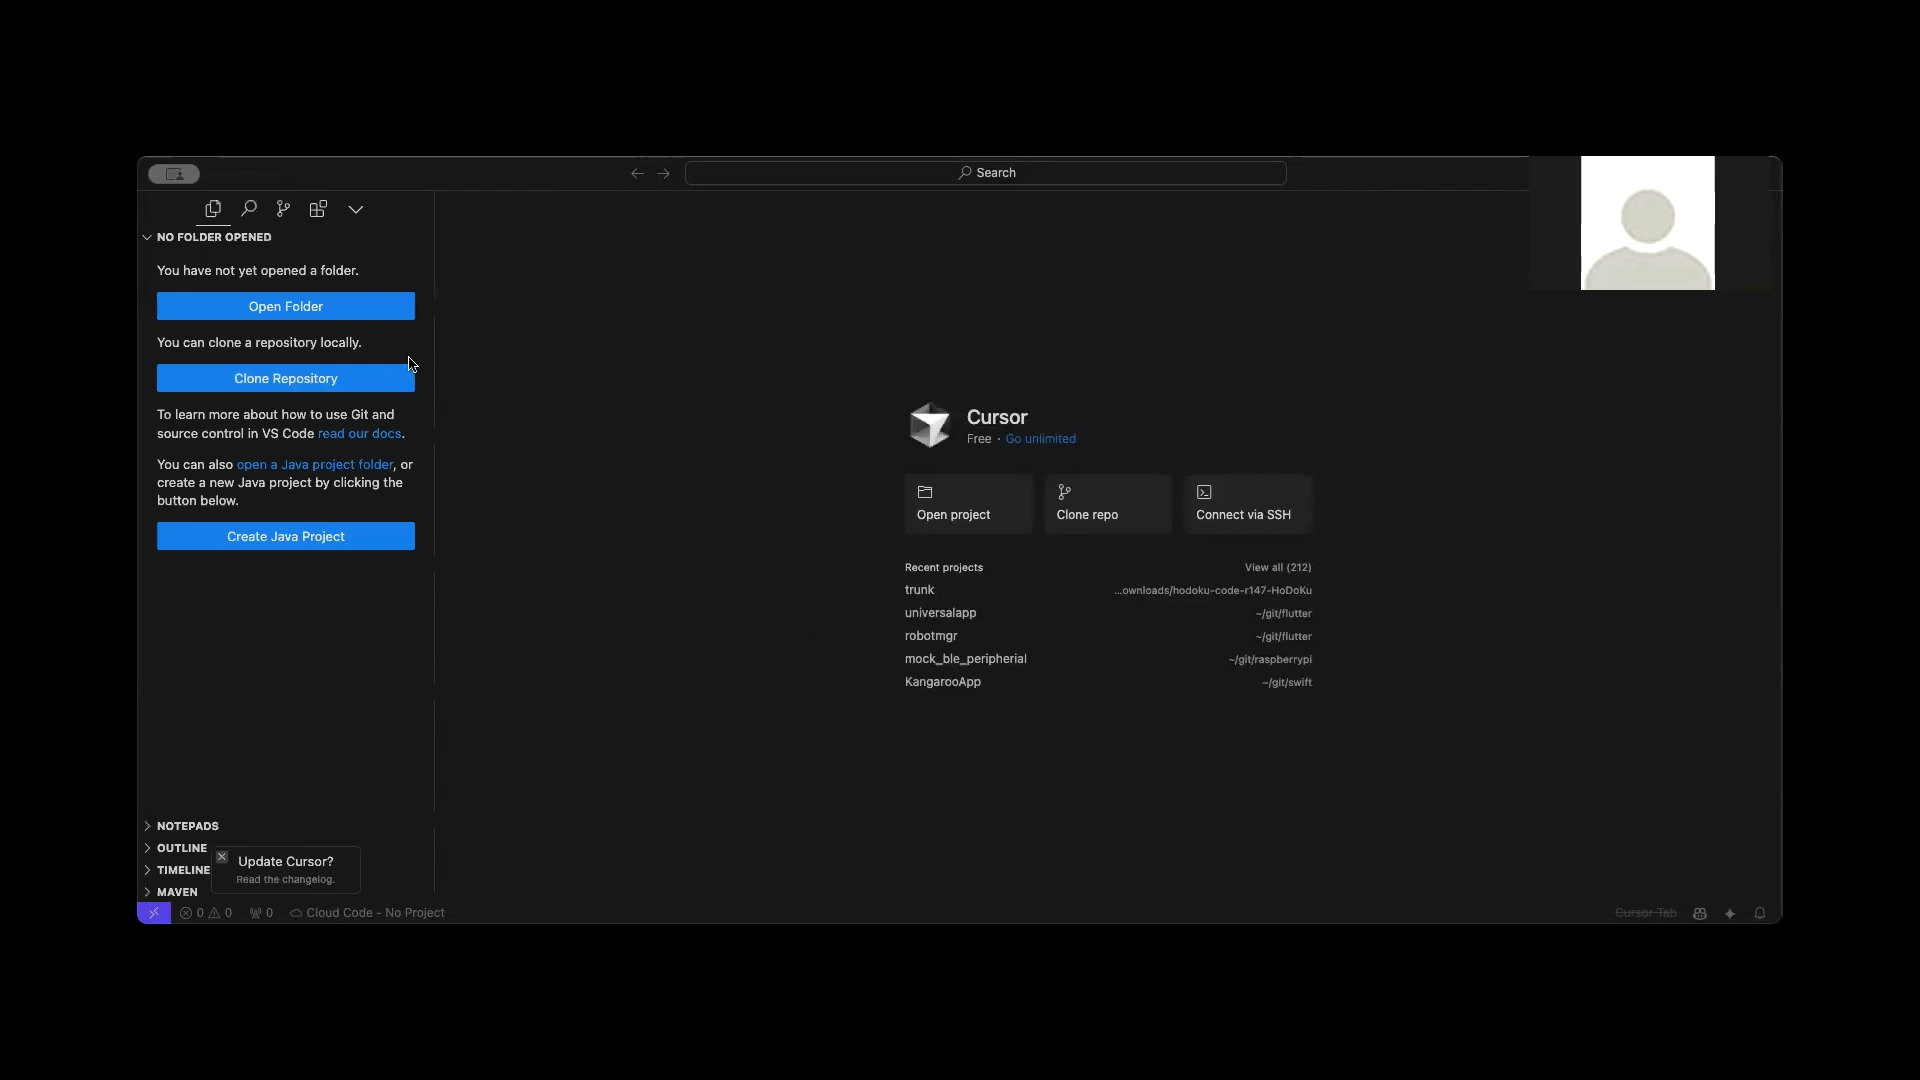 Search
NO FOLDER OPENED
You have not yet opened a folder.
Open Folder
You can clone a repository locally.
Clone Repository
To learn more about how to use Git and
source control in VS Code read our docs.
You can also open a Java project folder, or
create a new Java project by clicking the
button below.
Create Java Project
Cursor
Free · Go unlimited
Open project
Clone repo
Connect via SSH
Recent projects View all (212)
trunk ...ownloads/hodoku-code-r147-HoDoKu
universalapp ~/git/flutter
robotmgr ~/git/flutter
mock_ble_peripherial ~/git/raspberrypi
KangarooApp ~/git/swift
NOTEPADS
OUTLINE
TIMELINE
MAVEN
Update Cursor?
Read the changelog.
0 0 0 Cloud Code - No Project
Cursor Tab